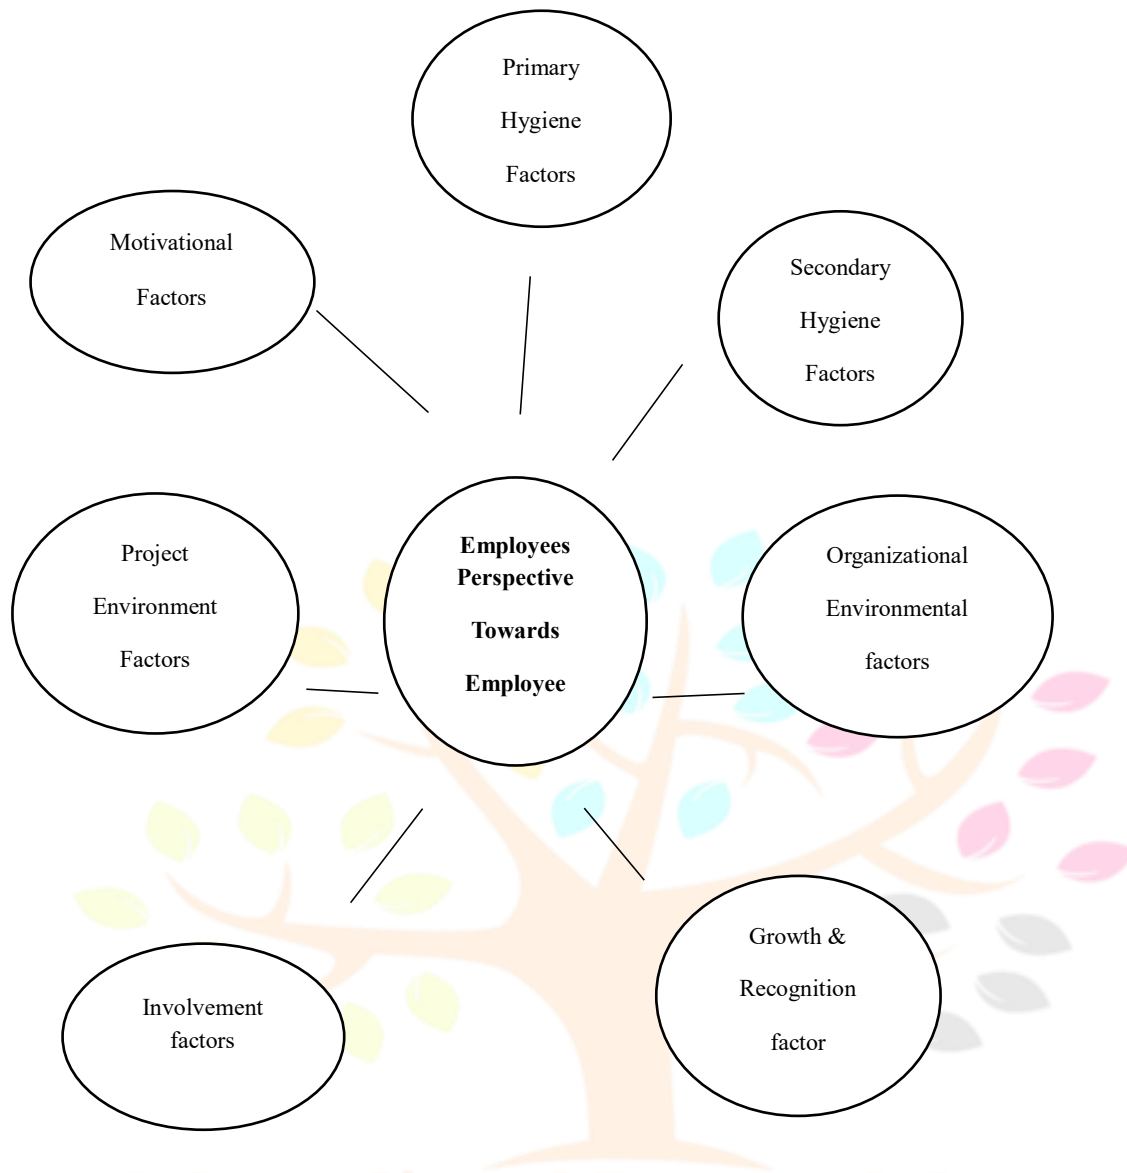 Primary
Hygiene
Factors
Motivational
Factors
Secondary
Hygiene
Factors
Project
Environment
Factors
Employees
Perspective
Towards
Employee
Organizational
Environmental
factors
Involvement
factors
Growth &
Recognition
factor